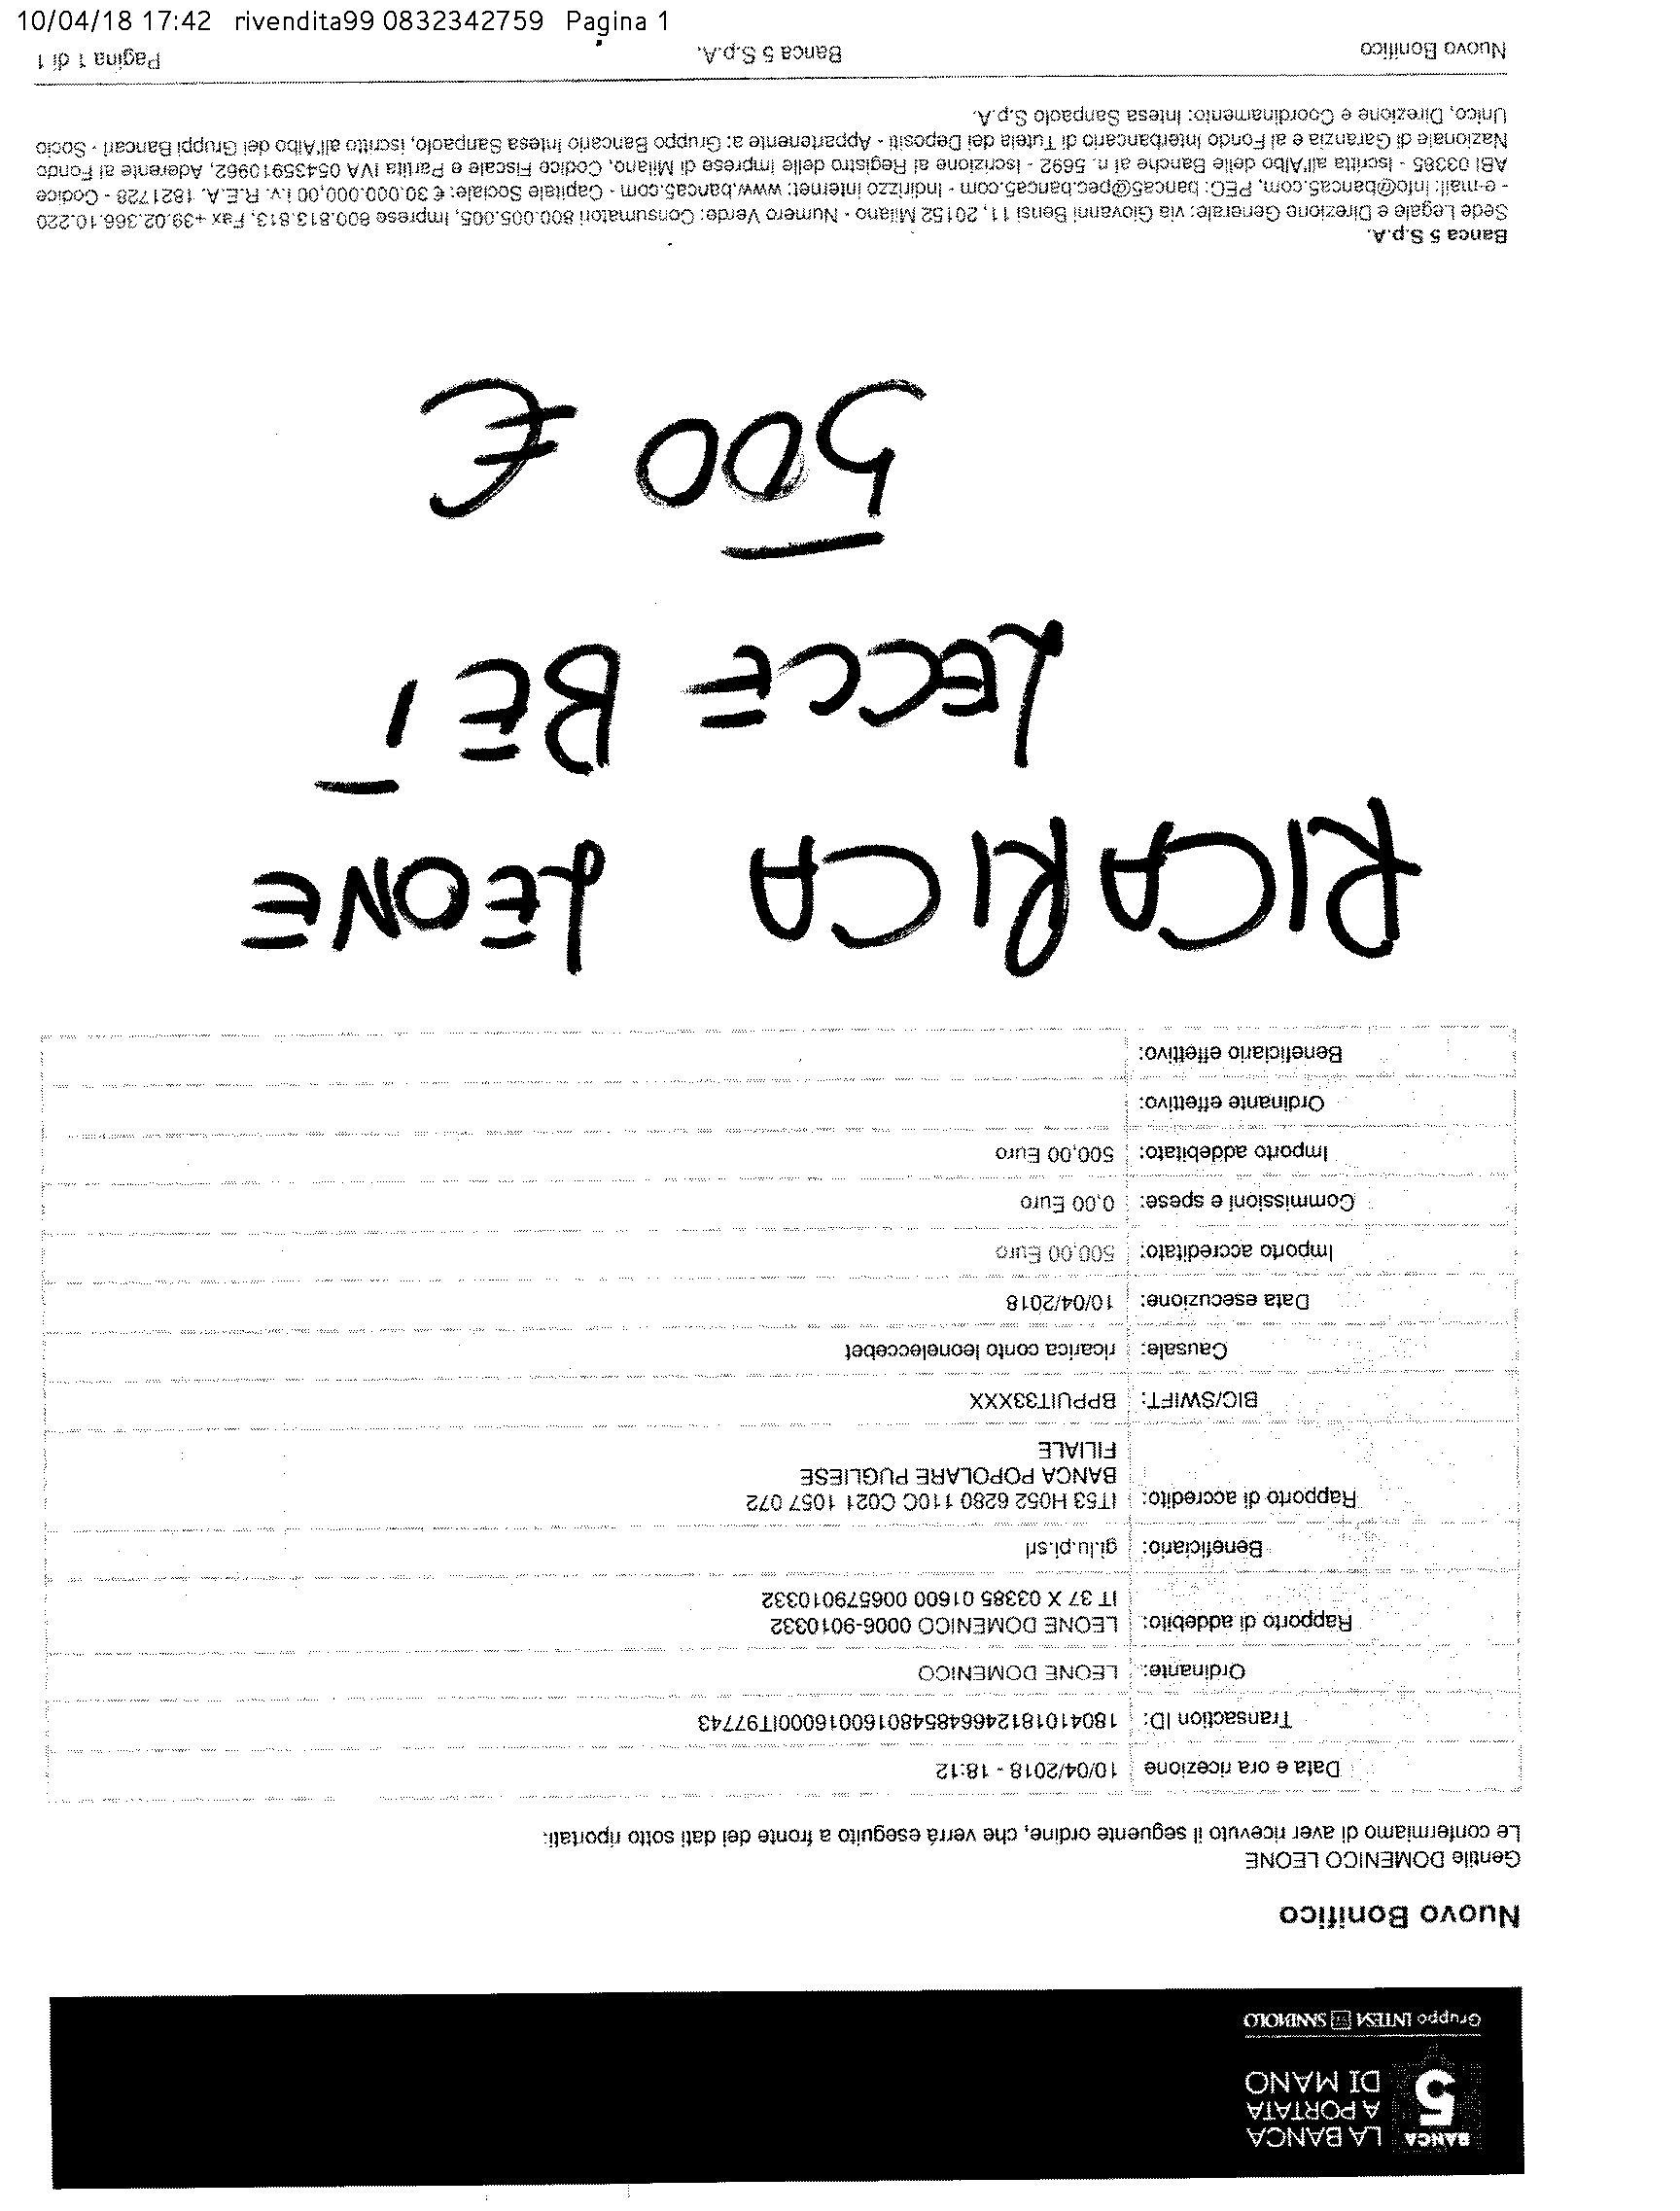 10/04/18 17:42 rivendita99 0832342759 Pagina 1
BANCA 5
LA BANCA
A PORTATA
DI MANO
Gruppo INTESA SANPAOLO
Nuovo Bonifico
Gentile DOMENICO LEONE
Le confermiamo di aver ricevuto il seguente ordine, che verrà eseguito a fronte dei dati sotto riportati:
Data e ora ricezione 10/04/2018 - 18:12
Transaction ID: 1804101812466485480160016000IT97743
Ordinante: LEONE DOMENICO
Rapporto di addebito: LEONE DOMENICO 0006-9010332
IT 37 X 03385 01600 006579010332
Beneficiario: gi.lu.pi.srl
Rapporto di accredito: IT53 H052 6280 110C C021 1057 072
BANCA POPOLARE PUGLIESE
FILIALE
BIC/SWIFT: BPPUIT33XXX
Causale: ricarica conto leoneleccebet
Data esecuzione: 10/04/2018
Importo accreditato: 500,00 Euro
Commissioni e spese: 0,00 Euro
Importo addebitato: 500,00 Euro
Ordinante effettivo:
Beneficiario effettivo:
RICARICA LEONE
LECCE BET
500 €
Banca 5 S.p.A.
Sede Legale e Direzione Generale: via Giovanni Bensi 11, 20152 Milano - Numero Verde: Consumatori 800.005.005, Imprese 800.813.813, Fax +39.02.366.10.220
- e-mail: info@banca5.com, PEC: banca5@pec.banca5.com - Indirizzo internet: www.banca5.com - Capitale Sociale: € 30.000.000,00 i.v. R.E.A. 1821728 - Codice
ABI 03385 - Iscritta all'Albo delle Banche al n. 5692 - Iscrizione al Registro delle Imprese di Milano, Codice Fiscale e Partita IVA 05435910962, Aderente al Fondo
Nazionale di Garanzia e al Fondo Interbancario di Tutela dei Depositi - Appartenente a: Gruppo Bancario Intesa Sanpaolo, iscritto all'Albo dei Gruppi Bancari - Socio
Unico, Direzione e Coordinamento: Intesa Sanpaolo S.p.A.
Nuovo Bonifico Banca 5 S.p.A. Pagina 1 di 1